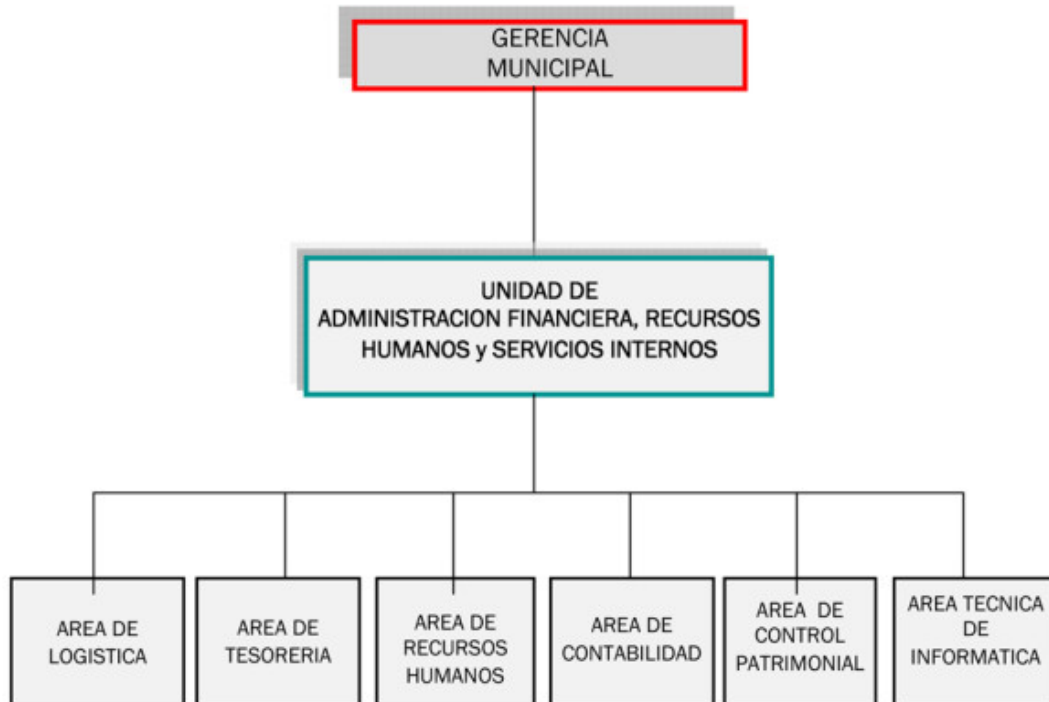 GERENCIA
MUNICIPAL
UNIDAD DE
ADMINISTRACION FINANCIERA, RECURSOS
HUMANOS y SERVICIOS INTERNOS
AREA DE
LOGISTICA
AREA DE
TESORERIA
AREA DE
RECURSOS
HUMANOS
AREA DE
CONTABILIDAD
AREA DE
CONTROL
PATRIMONIAL
AREA TECNICA
DE
INFORMATICA